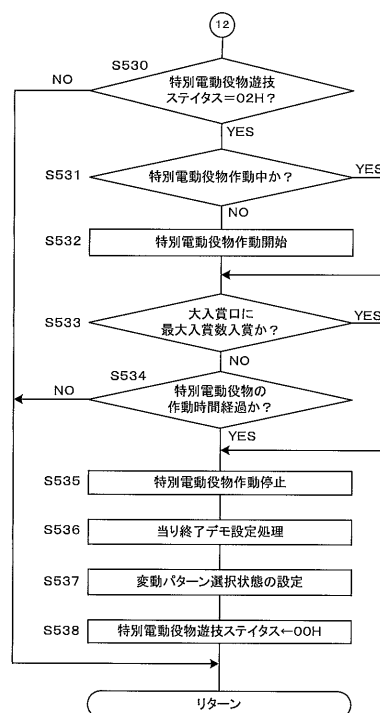 12
S530
NO
特別電動役物遊技
ステイタス=02H?
YES
S531
特別電動役物作動中か?
YES
NO
S532
特別電動役物作動開始
S533
大入賞口に
最大入賞数入賞か?
YES
NO
S534
NO
特別電動役物の
作動時間経過か?
YES
S535
特別電動役物作動停止
S536
当り終了デモ設定処理
S537
変動パターン選択状態の設定
S538
特別電動役物遊技ステイタス←00H
リターン